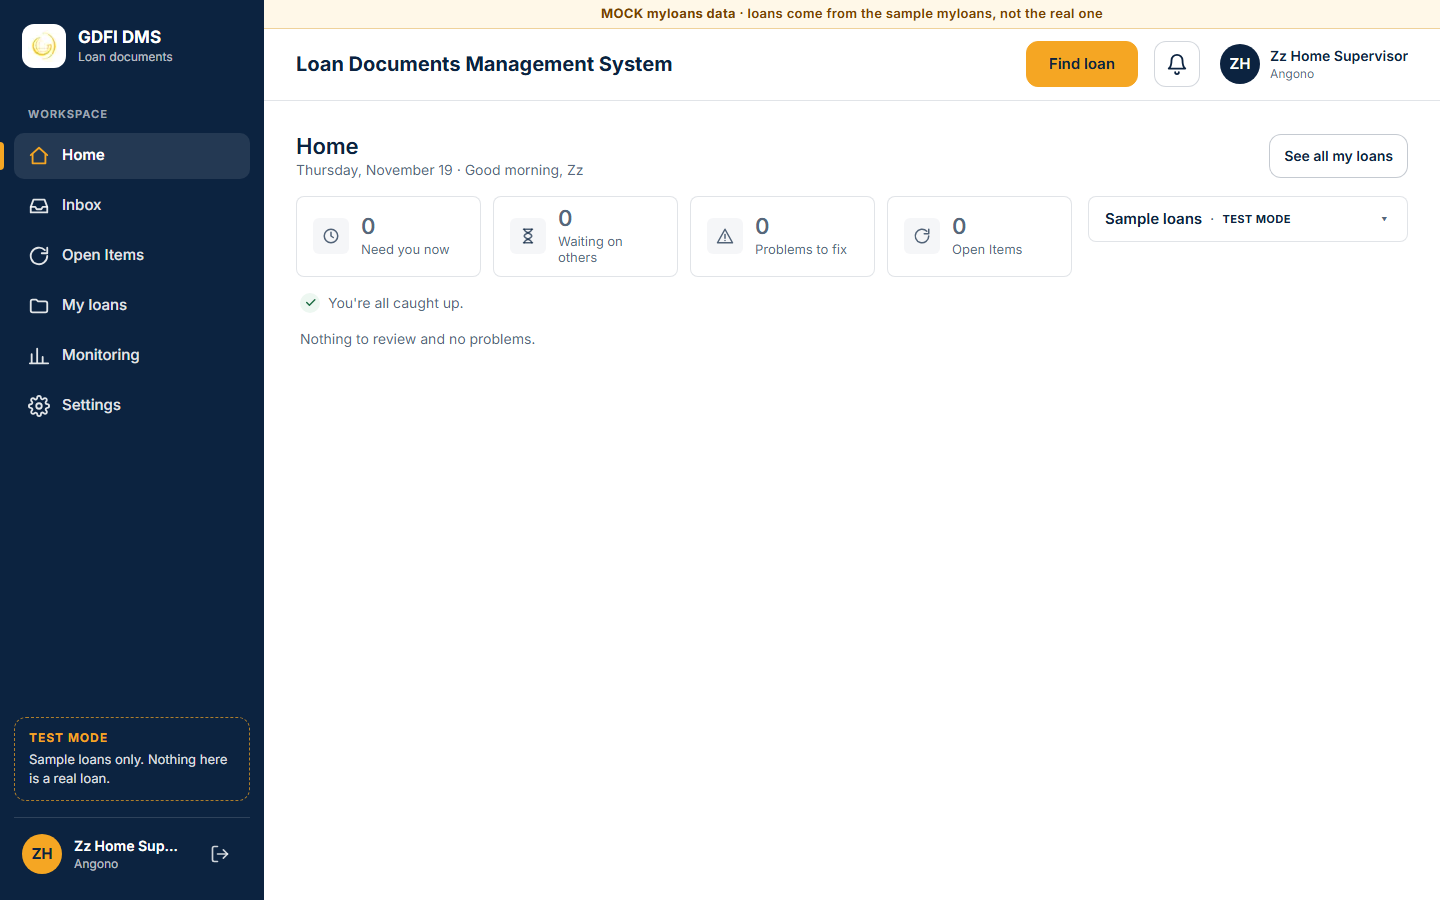 MOCK myloans data · loans come from the sample myloans, not the real one
GDFI DMS
Loan documents
WORKSPACE
Home
Inbox
Open Items
My loans
Monitoring
Settings
TEST MODE
Sample loans only. Nothing here
is a real loan.
ZH
Zz Home Sup...
Angono
Loan Documents Management System
Find loan
ZH
Zz Home Supervisor
Angono
Home
Thursday, November 19 · Good morning, Zz
See all my loans
0
Need you now
0
Waiting on
others
0
Problems to fix
0
Open Items
Sample loans · TEST MODE
You're all caught up.
Nothing to review and no problems.